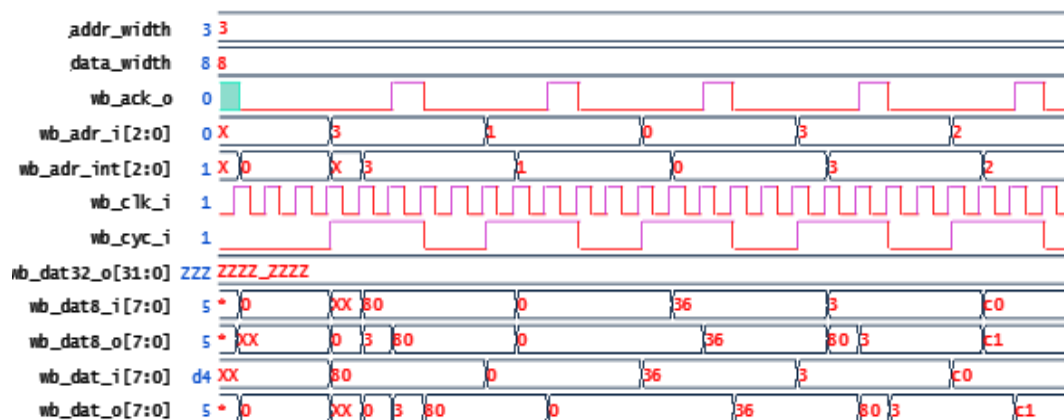 addr_width 3 3
data_width 8 8
wb_ack_o 0
wb_adr_i[2:0] 0 X 3 1 0 3 2
wb_adr_int[2:0] 1 X 0 X 3 1 0 3 2
wb_clk_i 1
wb_cyc_i 1
wb_dat32_o[31:0] ZZZ ZZZZ_ZZZZ
wb_dat8_i[7:0] 5 * 0 XX 80 0 36 3 c0
wb_dat8_o[7:0] 5 * XX 0 3 80 0 36 80 3 c1
wb_dat_i[7:0] d4 XX 80 0 36 3 c0
wb_dat_o[7:0] 5 * 0 XX 0 3 80 0 36 80 3 c1